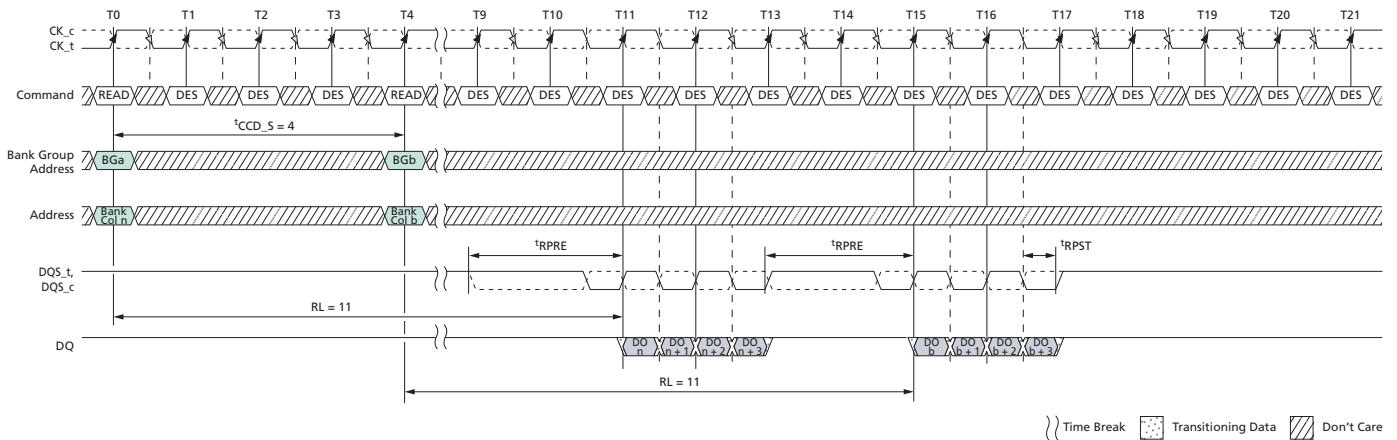 T0 T1 T2 T3 T4 T9 T10 T11 T12 T13 T14 T15 T16 T17 T18 T19 T20 T21
CK_c
CK_t
Command READ DES DES DES READ DES DES DES DES DES DES DES DES DES DES DES DES DES
tCCD_S = 4
Bank Group
Address
BGa BGb
Address
Bank
Col n
Bank
Col b
tRPRE tRPRE tRPST
DQS_t,
DQS_c
RL = 11
DQ
DO
n
DO
n + 1
DO
n + 2
DO
n + 3
DO
b
DO
b + 1
DO
b + 2
DO
b + 3
RL = 11
Time Break Transitioning Data Don't Care